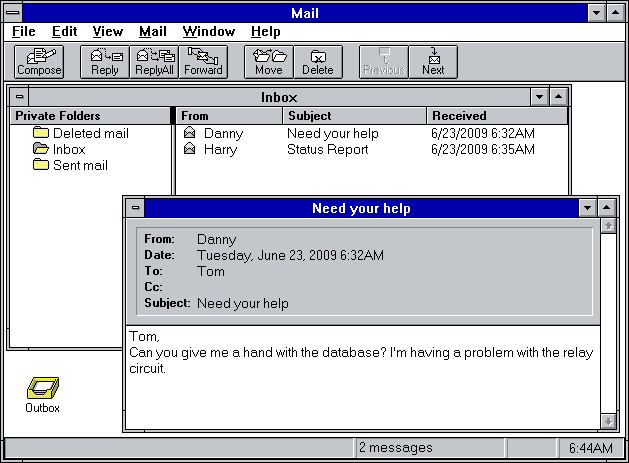 Mail
File Edit View Mail Window Help
Compose Reply ReplyAll Forward Move Delete Previous Next
Inbox
Private Folders From Subject Received
Deleted mail Danny Need your help 6/23/2009 6:32AM
Inbox Harry Status Report 6/23/2009 6:35AM
Sent mail
Need your help
From: Danny
Date: Tuesday, June 23, 2009 6:32AM
To: Tom
Cc:
Subject: Need your help
Tom,
Can you give me a hand with the database? I'm having a problem with the relay
circuit.
Outbox
2 messages 6:44AM